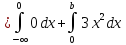 ¿∫_{-∞}^{0} 0 dx + ∫_{0}^{b} 3 x² dx